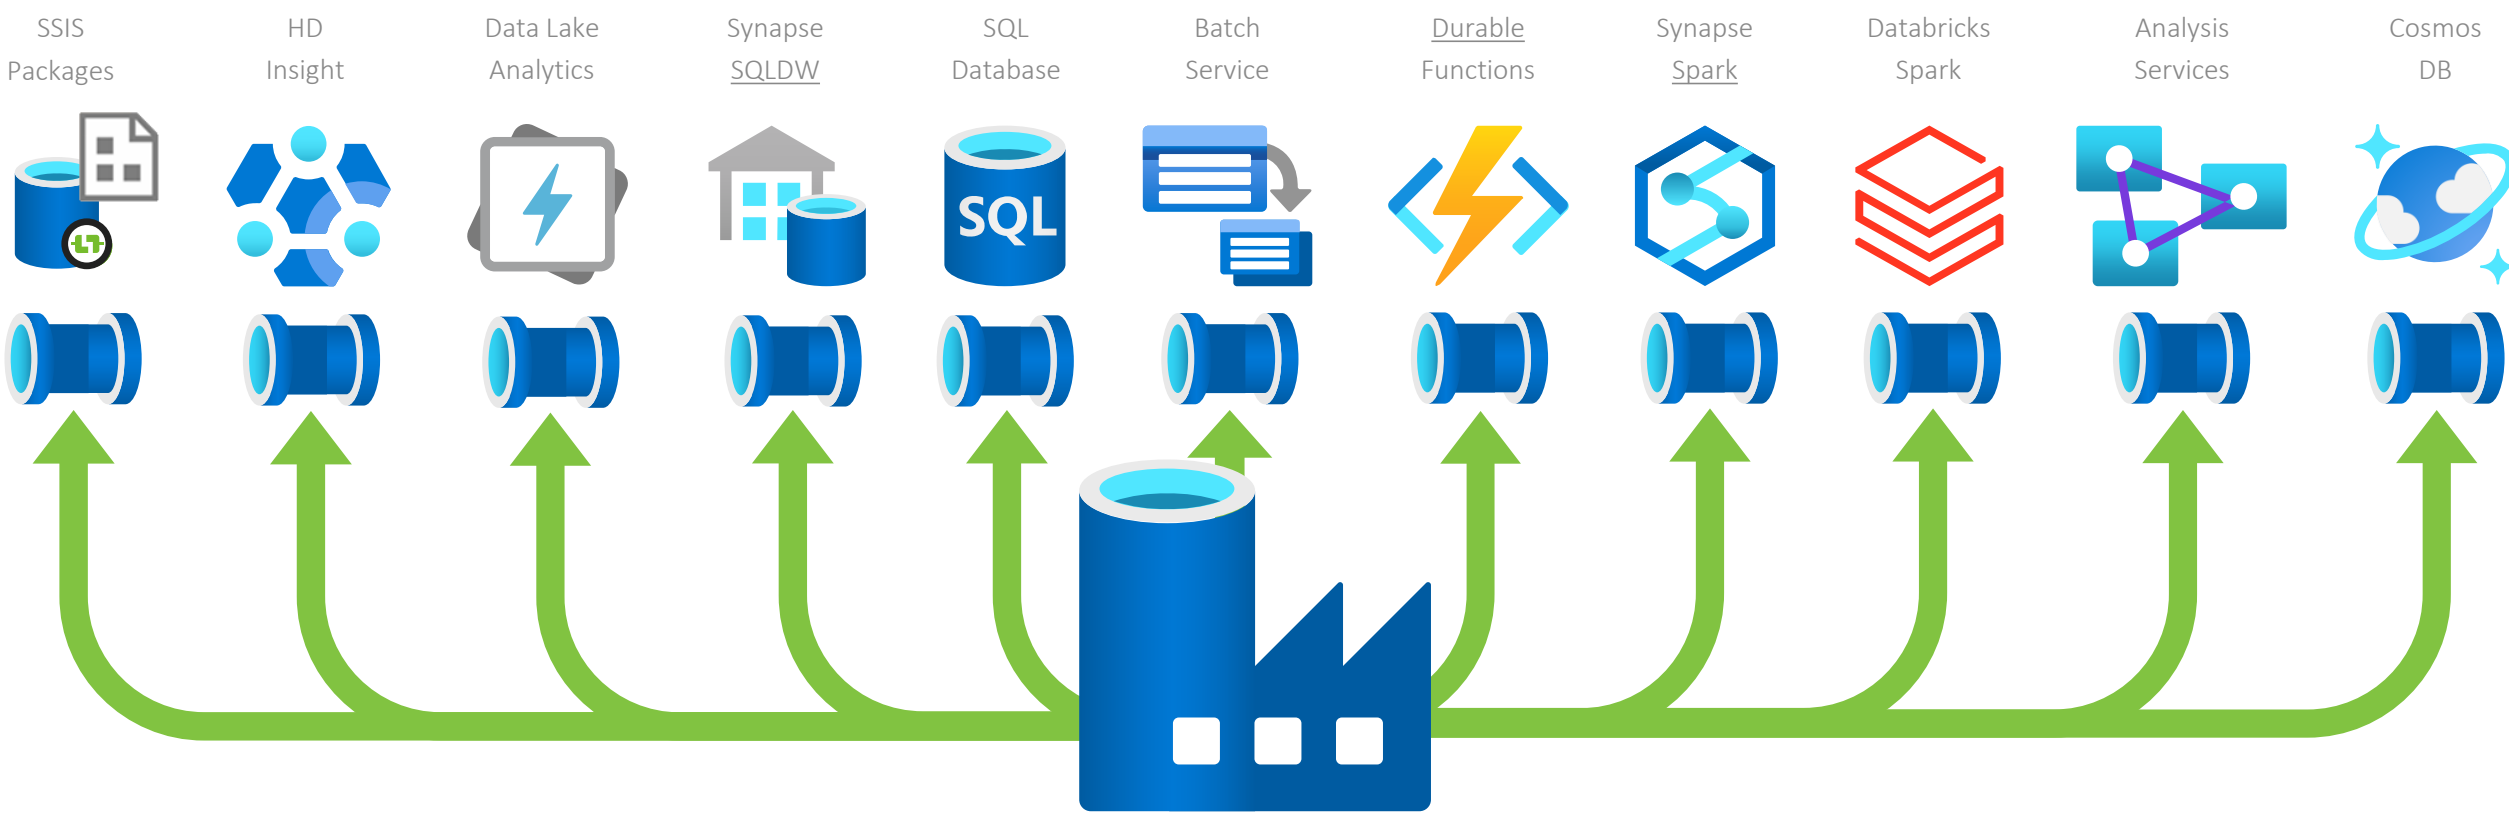 SSIS
Packages
HD
Insight
Data Lake
Analytics
Synapse
SQLDW
SQL
Database
Batch
Service
Durable
Functions
Synapse
Spark
Databricks
Spark
Analysis
Services
Cosmos
DB
SQL